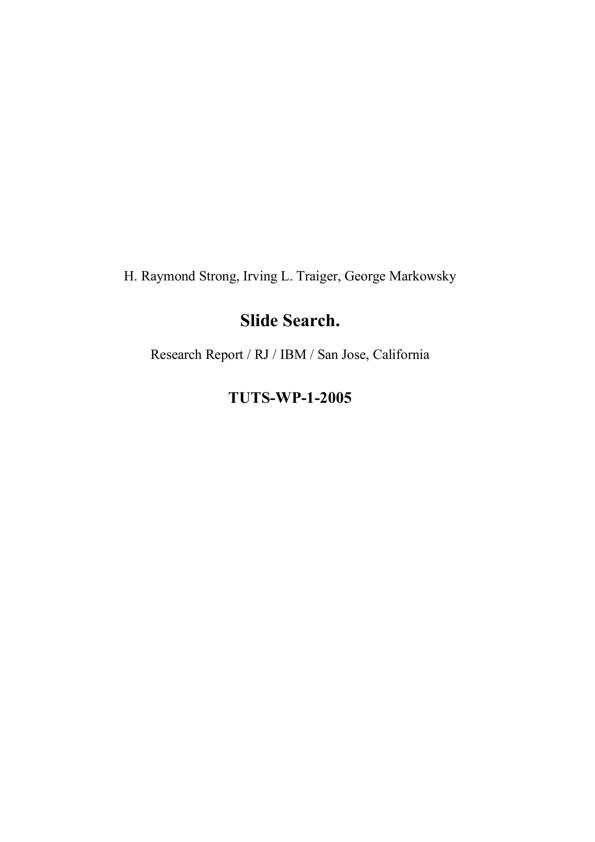 H. Raymond Strong, Irving L. Traiger, George Markowsky
Slide Search.
Research Report / RJ / IBM / San Jose, California
TUTS-WP-1-2005